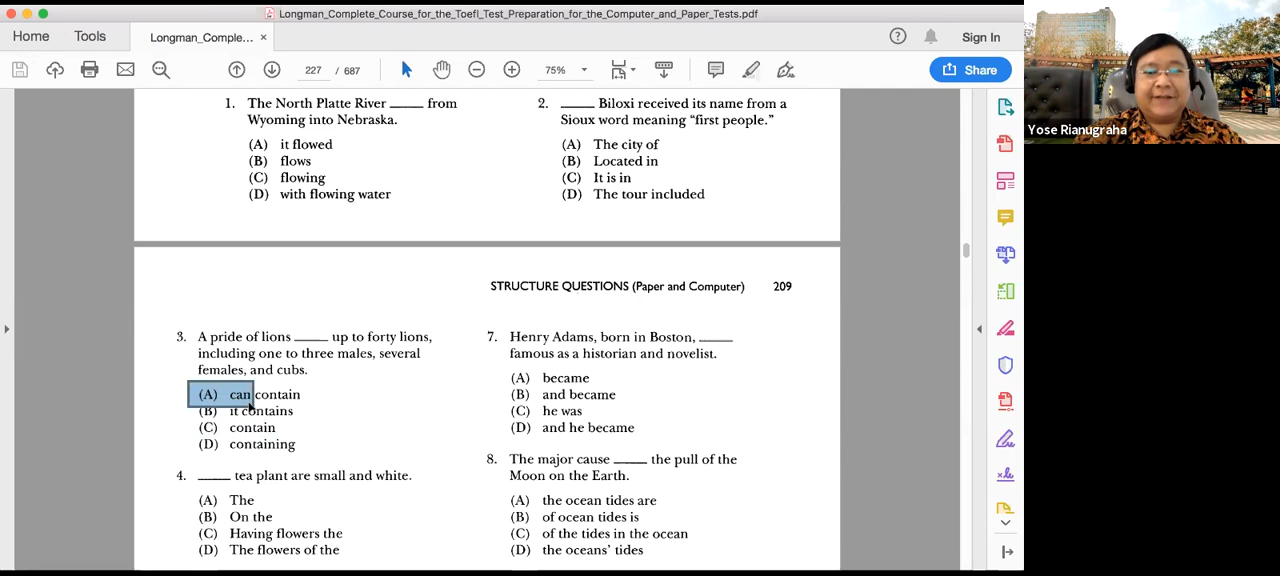 Longman_Complete_Course_for_the_Toefl_Test_Preparation_for_the_Computer_and_Paper_Tests.pdf
Home
Tools
Longman_Comple... ×
Sign In
227 / 687
75%
Share
Yose Rianugraha
1. The North Platte River _____ from
Wyoming into Nebraska.
(A) it flowed
(B) flows
(C) flowing
(D) with flowing water
2. _____ Biloxi received its name from a
Sioux word meaning “first people.”
(A) The city of
(B) Located in
(C) It is in
(D) The tour included
STRUCTURE QUESTIONS (Paper and Computer) 209
3. A pride of lions _____ up to forty lions,
including one to three males, several
females, and cubs.
(A) can contain
(B) it contains
(C) contain
(D) containing
4. _____ tea plant are small and white.
(A) The
(B) On the
(C) Having flowers the
(D) The flowers of the
7. Henry Adams, born in Boston, _____
famous as a historian and novelist.
(A) became
(B) and became
(C) he was
(D) and he became
8. The major cause _____ the pull of the
Moon on the Earth.
(A) the ocean tides are
(B) of ocean tides is
(C) of the tides in the ocean
(D) the oceans’ tides